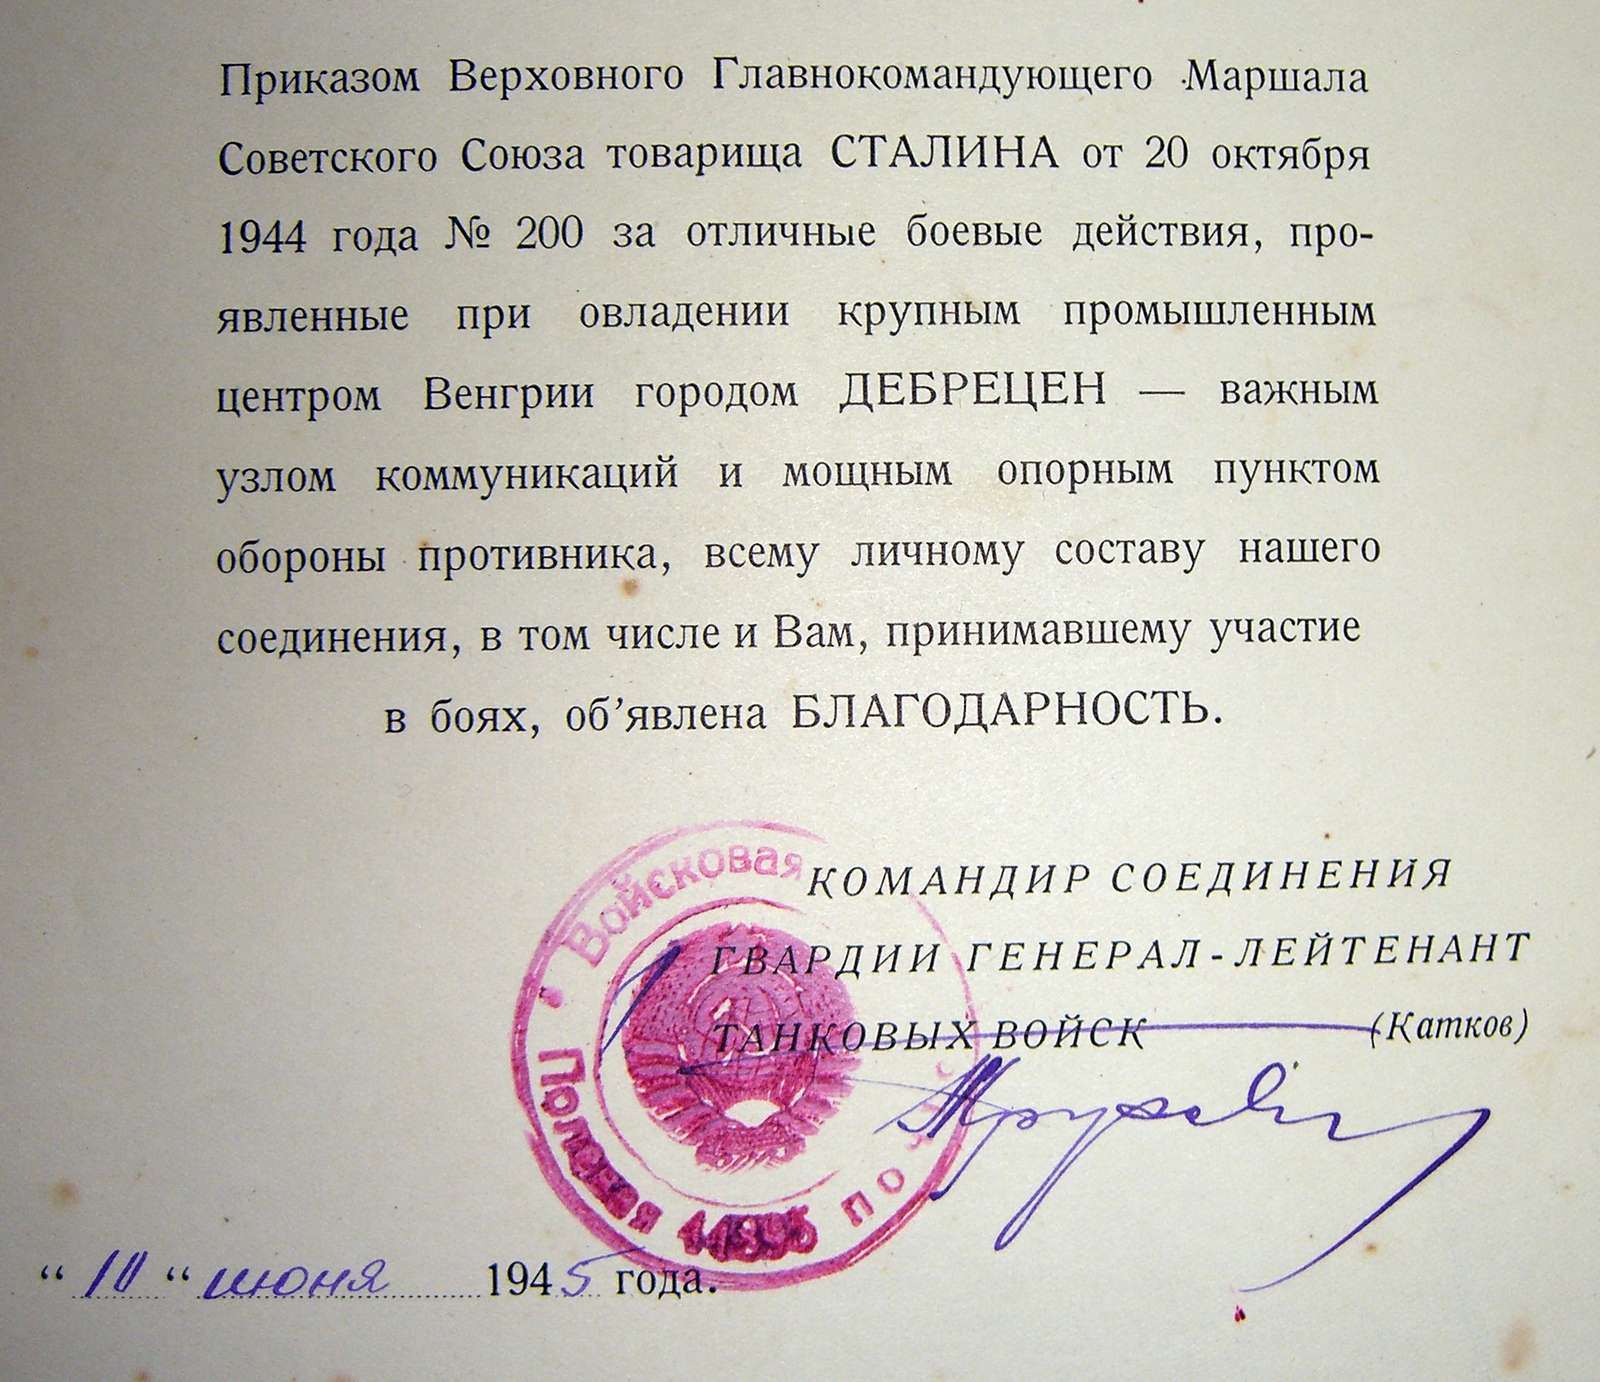 Приказом Верховного Главнокомандующего Маршала
Советского Союза товарища СТАЛИНА от 20 октября
1944 года № 200 за отличные боевые действия, про-
явленные при овладении крупным промышленным
центром Венгрии городом ДЕБРЕЦЕН — важным
узлом коммуникаций и мощным опорным пунктом
обороны противника, всему личному составу нашего
соединения, в том числе и Вам, принимавшему участие
в боях, об’явлена БЛАГОДАРНОСТЬ.
КОМАНДИР СОЕДИНЕНИЯ
ГВАРДИИ ГЕНЕРАЛ-ЛЕЙТЕНАНТ
ТАНКОВЫХ ВОЙСК (Катков)
Войсковая
Полевая
“ 10 “ июня 1945 года.